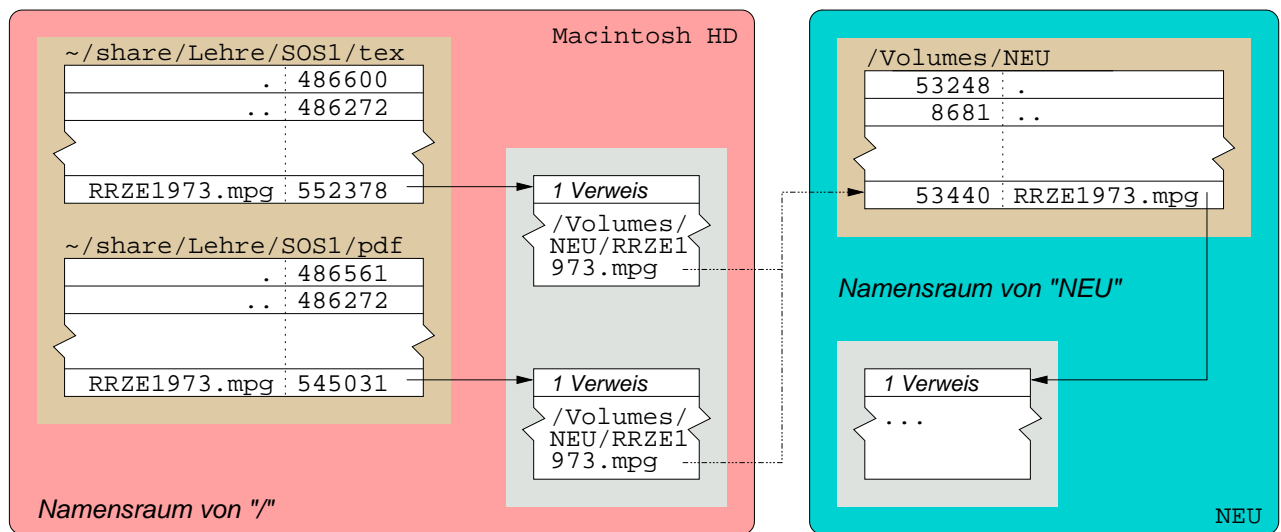 Macintosh HD
~/share/Lehre/SOS1/tex
. 486600
.. 486272
RRZE1973.mpg 552378
~/share/Lehre/SOS1/pdf
. 486561
.. 486272
RRZE1973.mpg 545031
1 Verweis
/Volumes/
NEU/RRZE1
973.mpg
1 Verweis
/Volumes/
NEU/RRZE1
973.mpg
Namensraum von "/"
/Volumes/NEU
53248 .
8681 ..
53440 RRZE1973.mpg
Namensraum von "NEU"
1 Verweis
...
NEU